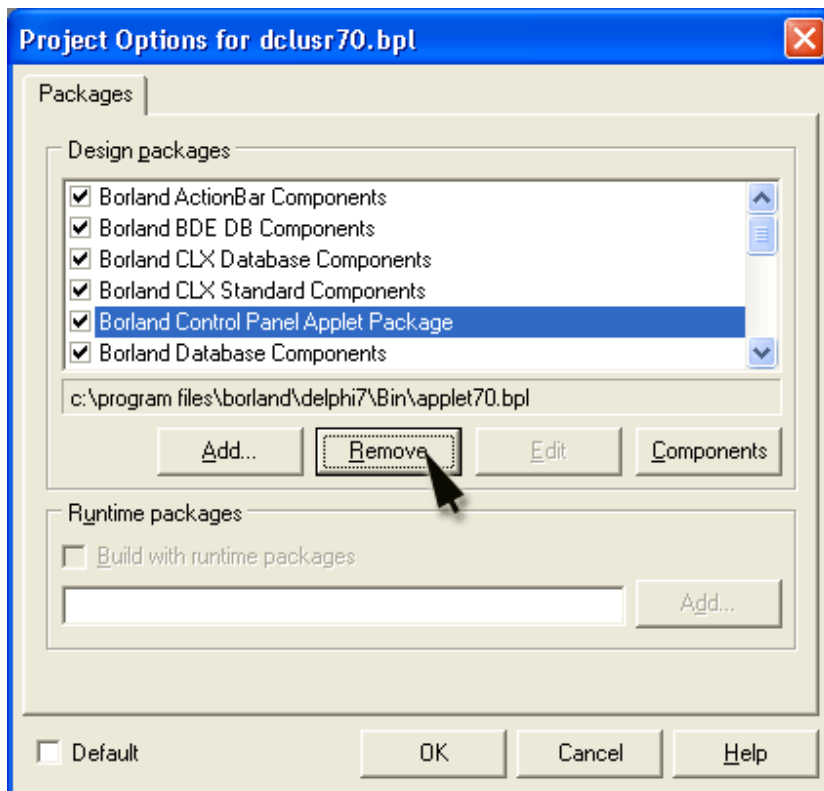 Project Options for dclusr70.bpl
Packages
Design packages
Borland ActionBar Components
Borland BDE DB Components
Borland CLX Database Components
Borland CLX Standard Components
Borland Control Panel Applet Package
Borland Database Components
c:\program files\borland\delphi7\Bin\applet70.bpl
Add... Remove Edit Components
Runtime packages
Build with runtime packages
Add...
Default OK Cancel Help